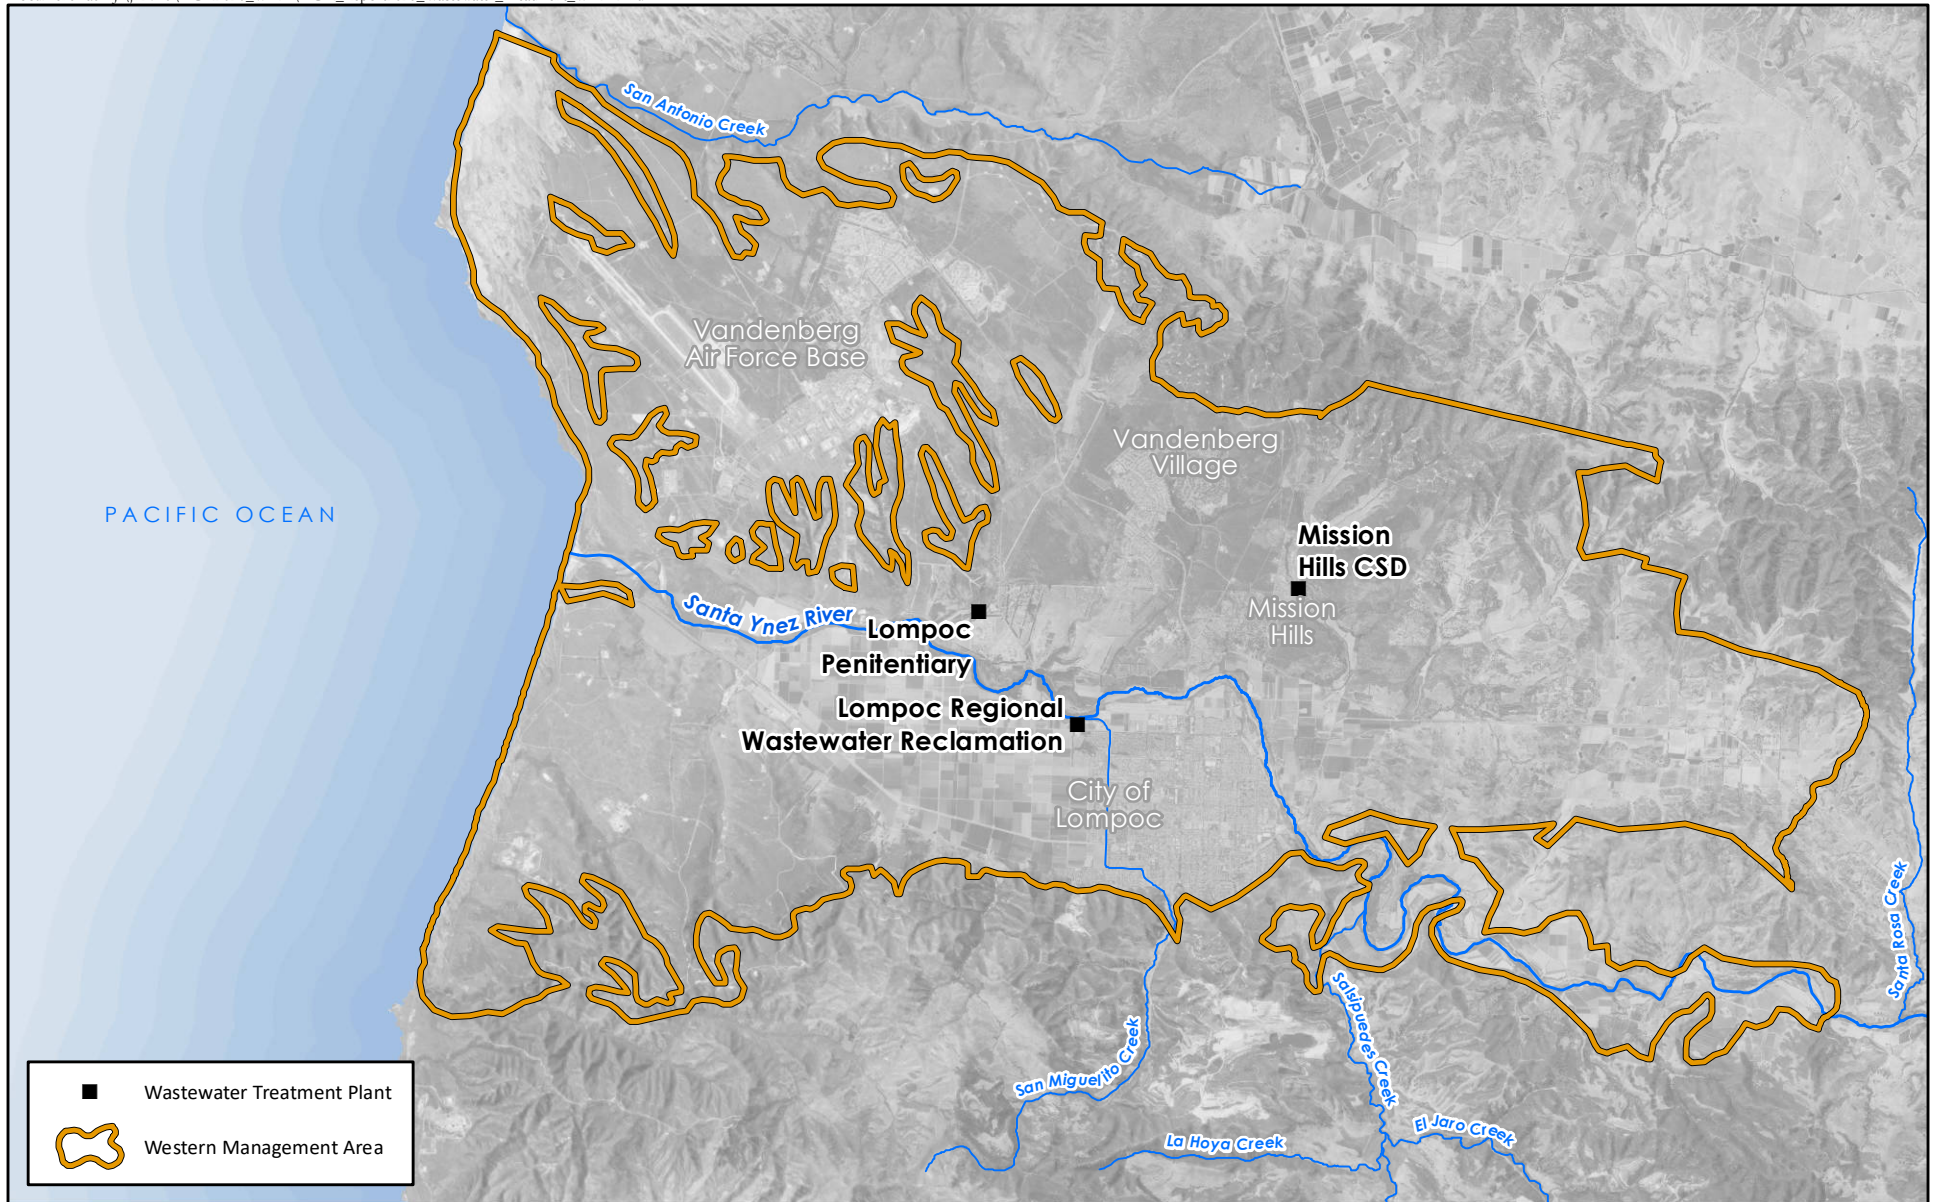 San Antonio Creek
Vandenberg
Air Force Base
Vandenberg
Village
PACIFIC OCEAN
Mission
Hills CSD
Mission
Hills
Santa Ynez River
Lompoc
Penitentiary
Lompoc Regional
Wastewater Reclamation
City of
Lompoc
Santa Rosa Creek
Salsipuedes Creek
San Miguelito Creek
El Jaro Creek
La Hoya Creek
Wastewater Treatment Plant
Western Management Area